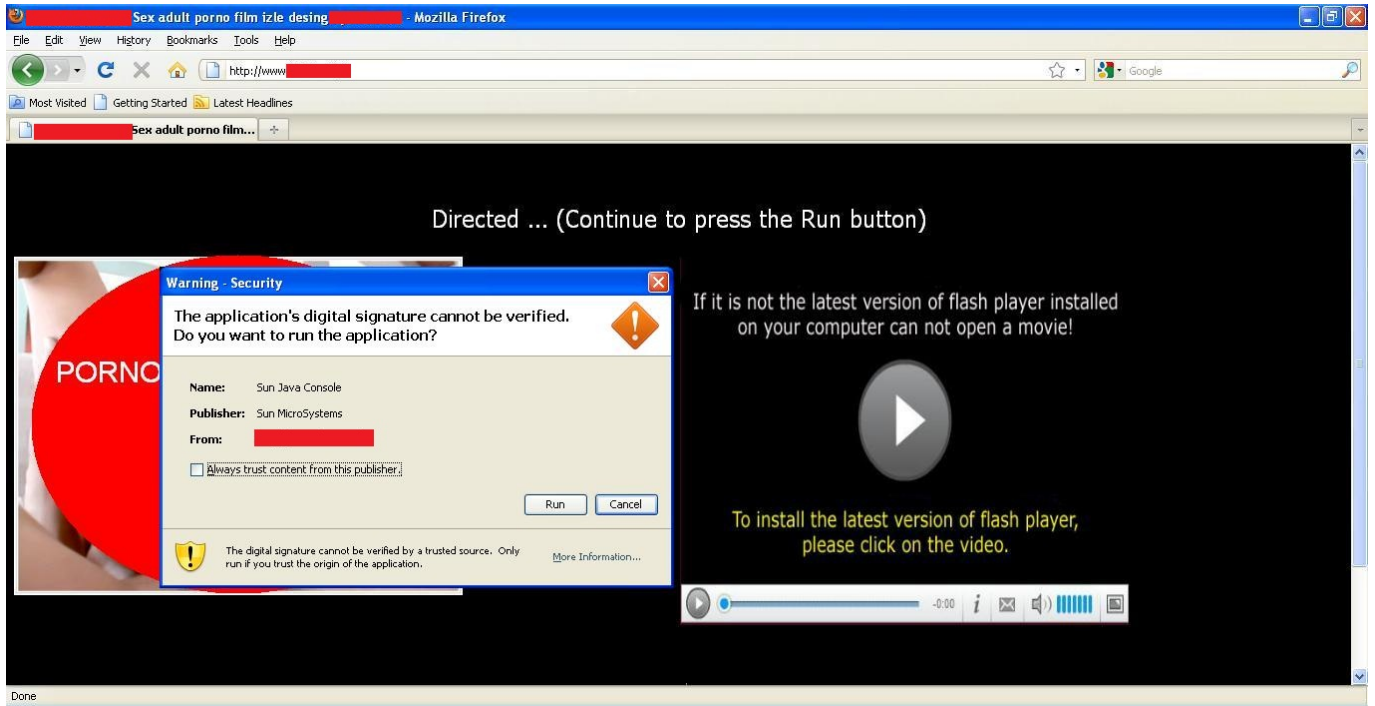 Sex adult porno film izle desing - Mozilla Firefox
File Edit View History Bookmarks Tools Help
http://www
Google
Most Visited Getting Started Latest Headlines
Sex adult porno film...
Directed ... (Continue to press the Run button)
PORNO
Warning - Security
The application's digital signature cannot be verified.
Do you want to run the application?
Name: Sun Java Console
Publisher: Sun MicroSystems
From:
Always trust content from this publisher.
Run Cancel
The digital signature cannot be verified by a trusted source. Only
run if you trust the origin of the application.
More Information...
If it is not the latest version of flash player installed
on your computer can not open a movie!
To install the latest version of flash player,
please click on the video.
-0:00
Done